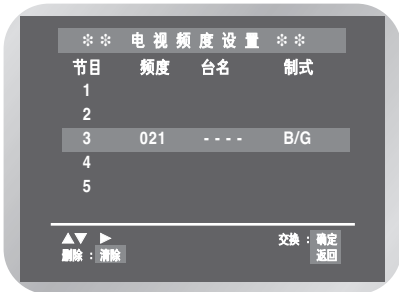 ❊❊ 电视频度设置 ❊❊
节目 频度 台名 制式
1
2
3 021 ---- B/G
4
5
▲▼ ▶ 交换：确定
删除：清除 返回